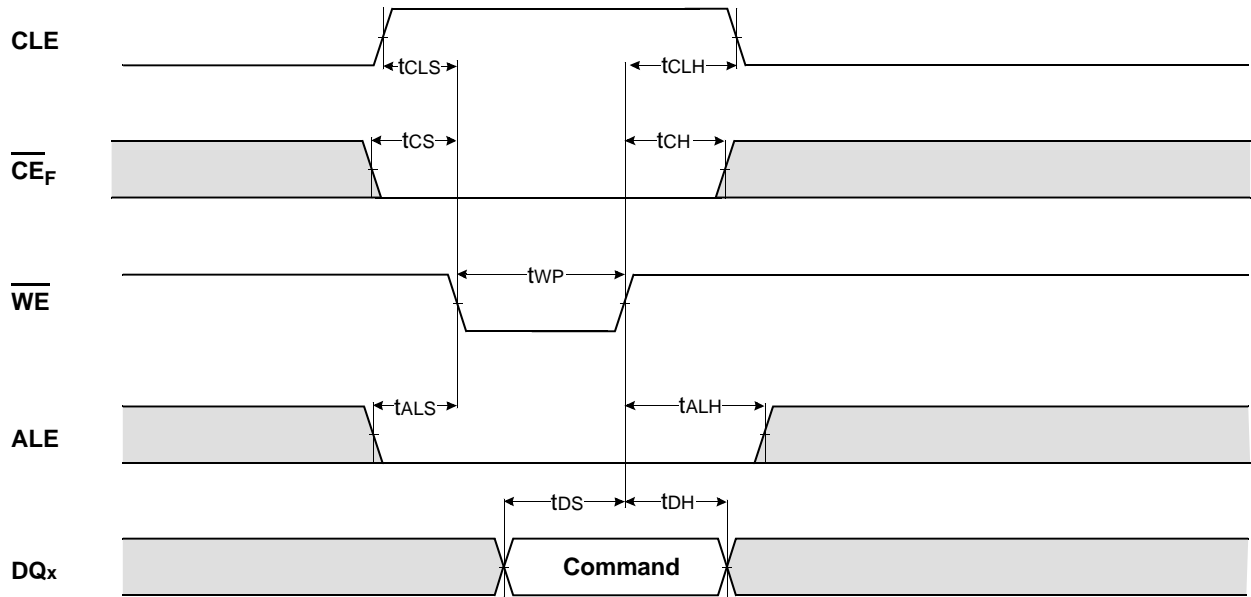 CLE
tCLS
tCLH
CEF
tCS
tCH
WE
tWP
ALE
tALS
tALH
DQx
tDS
tDH
Command